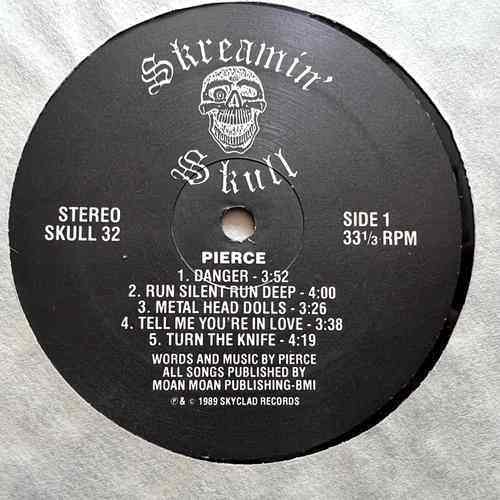 Skreamin'
Skull
STEREO
SKULL 32
SIDE 1
33 1/3 RPM
PIERCE
1. DANGER - 3:52
2. RUN SILENT RUN DEEP - 4:00
3. METAL HEAD DOLLS - 3:26
4. TELL ME YOU'RE IN LOVE - 3:38
5. TURN THE KNIFE - 4:19
WORDS AND MUSIC BY PIERCE
ALL SONGS PUBLISHED BY
MOAN MOAN PUBLISHING-BMI
℗ & © 1989 SKYCLAD RECORDS